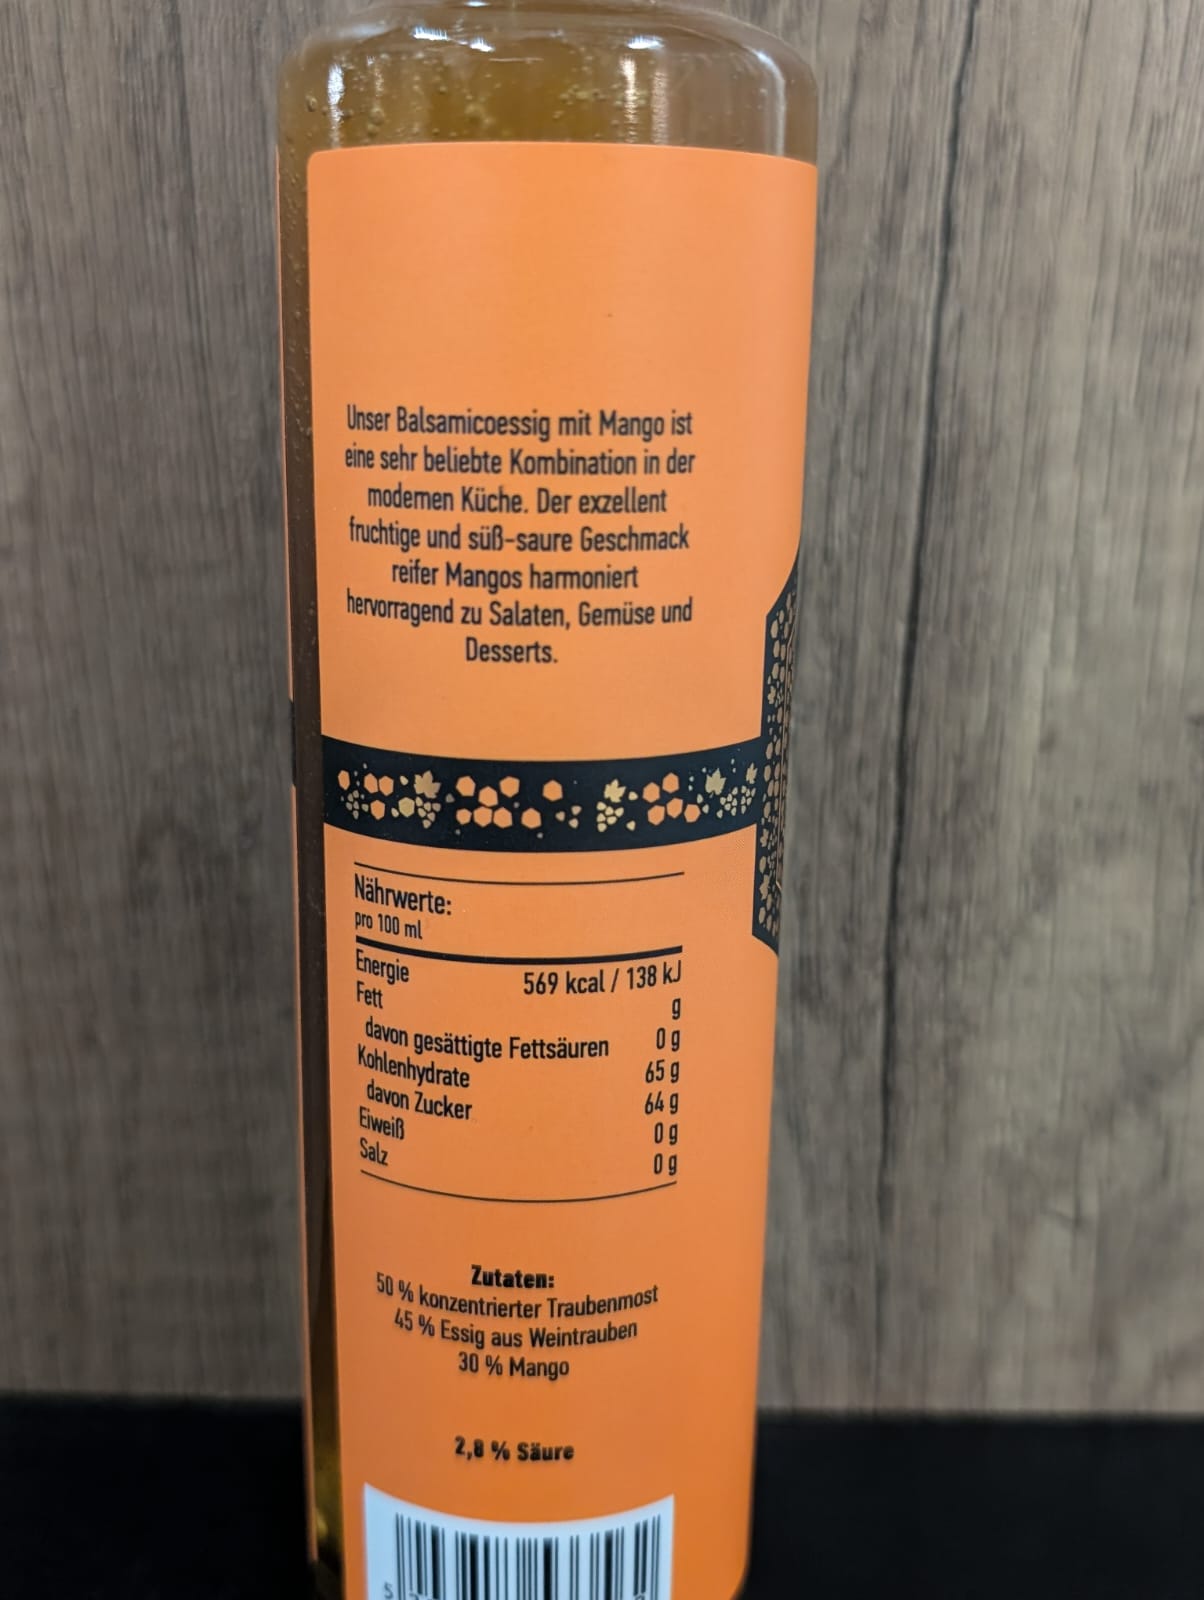 Unser Balsamicoessig mit Mango ist
eine sehr beliebte Kombination in der
modernen Küche. Der exzellent
fruchtige und süß-saure Geschmack
reifer Mangos harmoniert
hervorragend zu Salaten, Gemüse und
Desserts.
Nährwerte:
pro 100 ml
Energie 569 kcal / 138 kJ
Fett g
davon gesättigte Fettsäuren 0 g
Kohlenhydrate 65 g
davon Zucker 64 g
Eiweiß 0 g
Salz 0 g
Zutaten:
50 % konzentrierter Traubenmost
45 % Essig aus Weintrauben
30 % Mango
2,8 % Säure